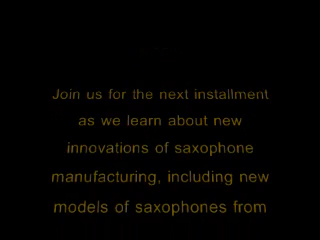 Join us for the next installment
as we learn about new
innovations of saxophone
manufacturing, including new
models of saxophones from